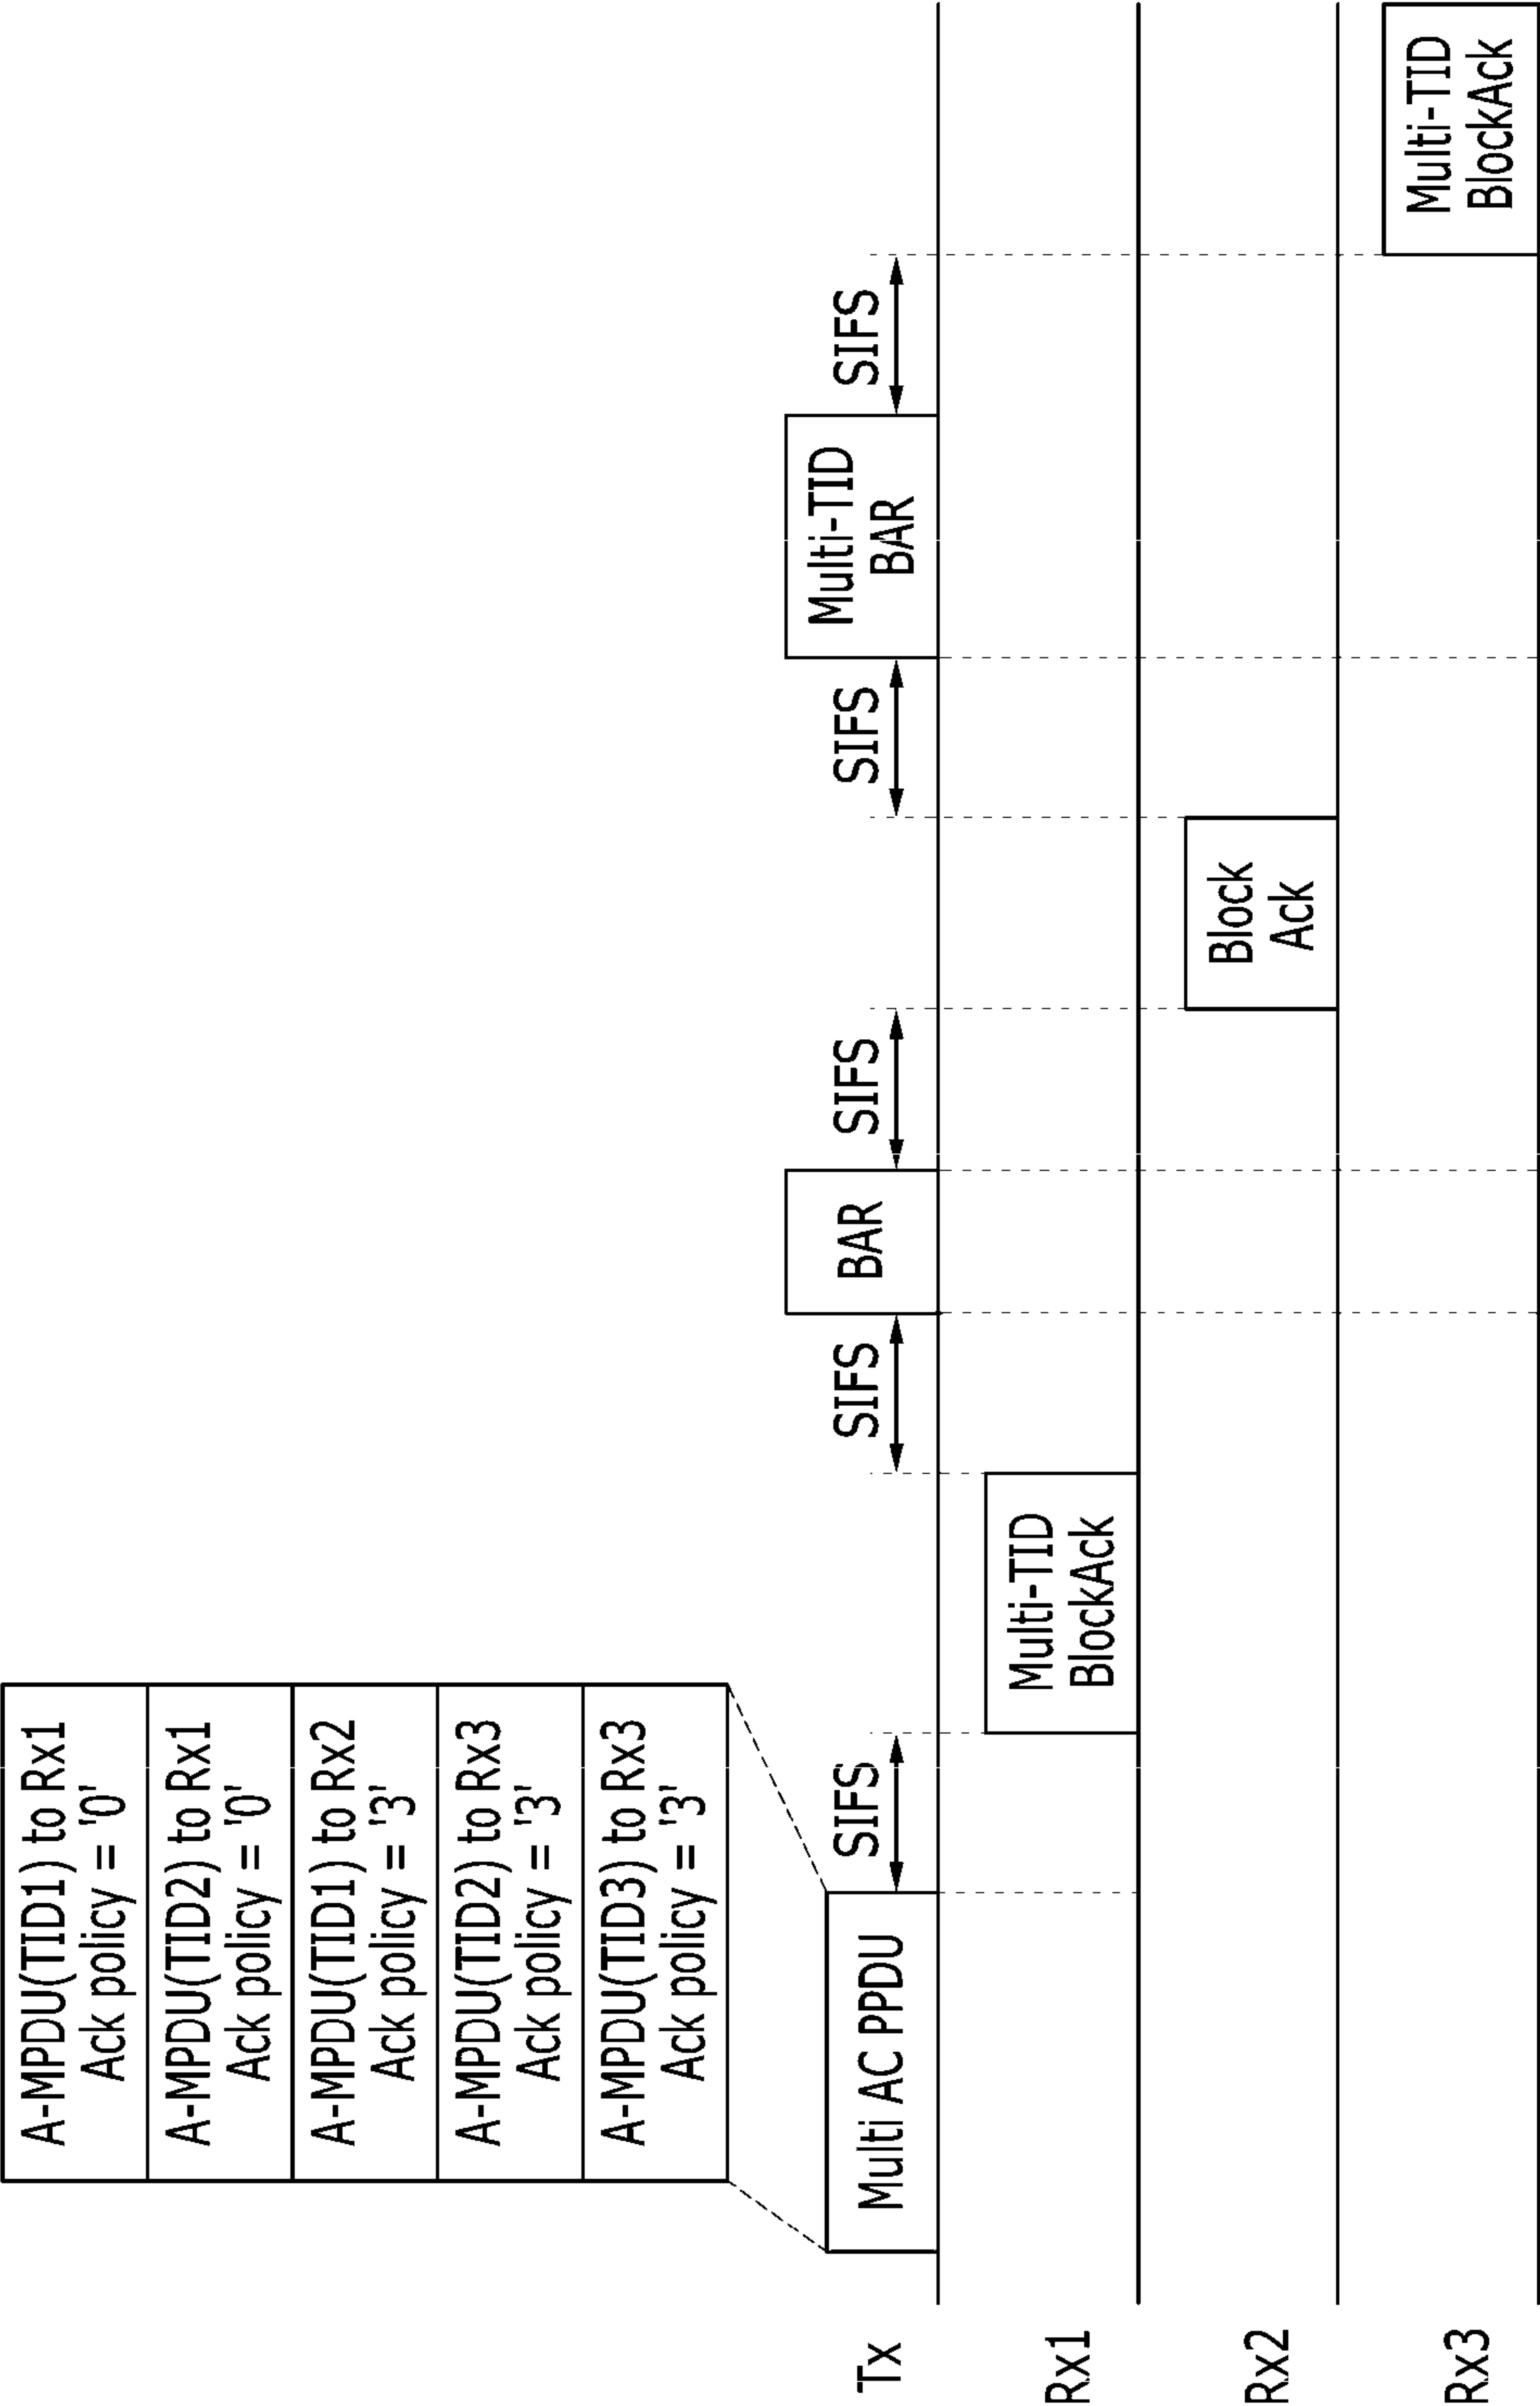 A-MPDU(TID1) to Rx1
Ack policy = '0'
A-MPDU(TID2) to Rx1
Ack policy = '0'
A-MPDU(TID1) to Rx2
Ack policy = '3'
A-MPDU(TID2) to Rx3
Ack policy = '3'
A-MPDU(TID3) to Rx3
Ack policy = '3'
Tx
Multi AC PPDU
SIFS
SIFS
BAR
SIFS
SIFS
Multi-TID
BAR
SIFS
Rx1
Multi-TID
BlockAck
Rx2
Block
Ack
Rx3
Multi-TID
BlockAck